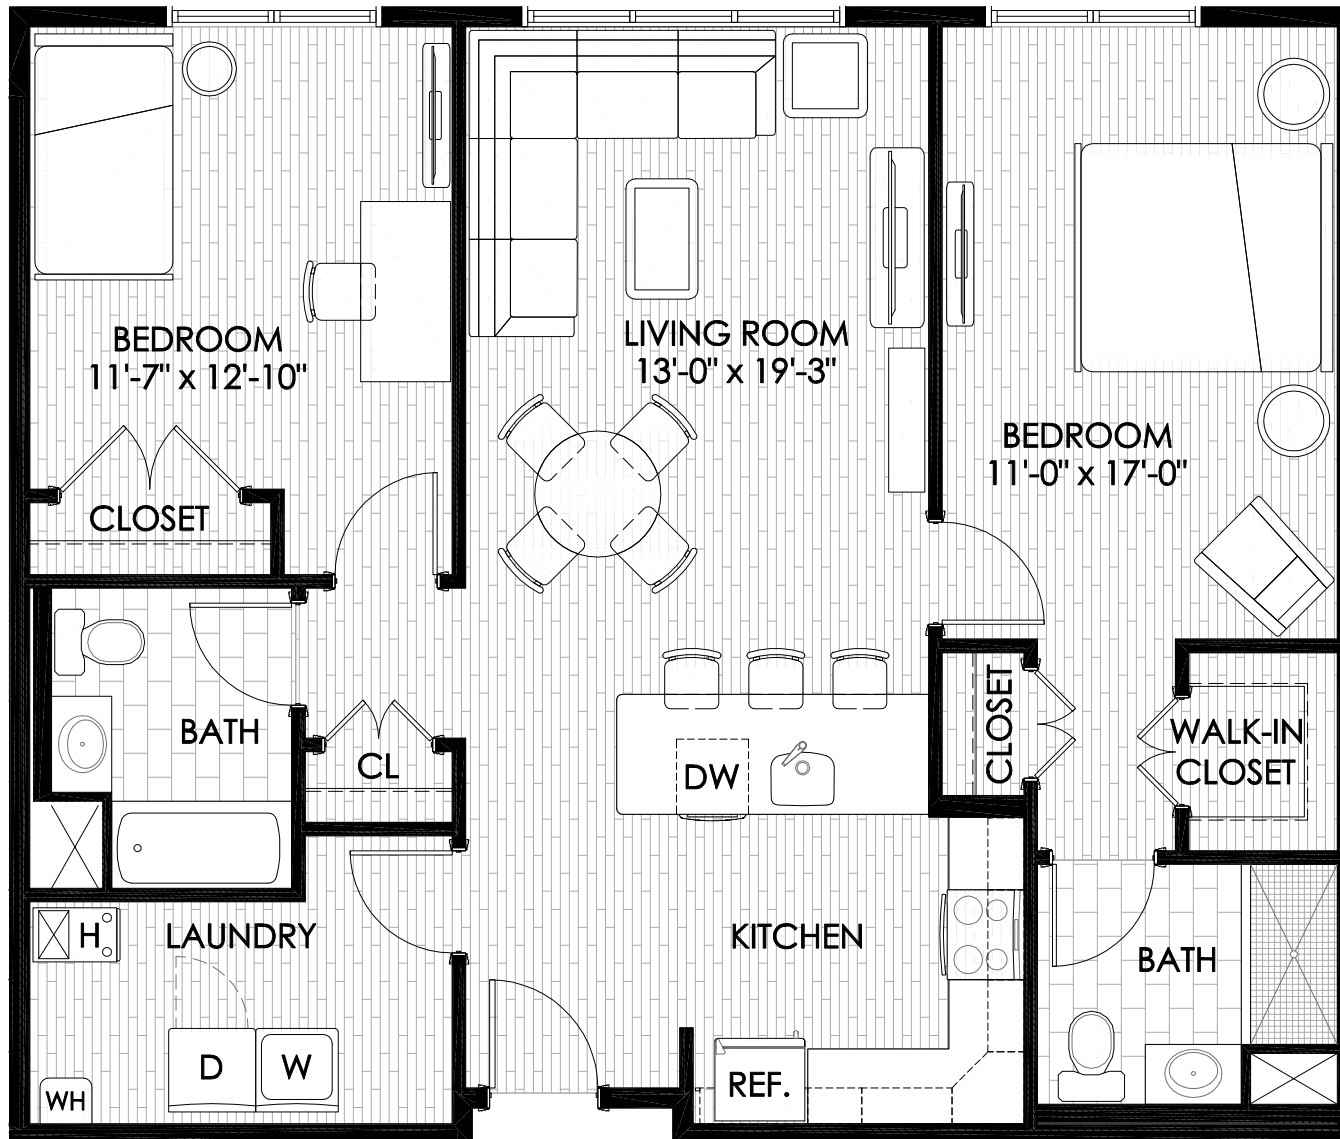 BEDROOM
11'-7" x 12'-10"
LIVING ROOM
13'-0" x 19'-3"
BEDROOM
11'-0" x 17'-0"
CLOSET
BATH
CL
DW
CLOSET
WALK-IN
CLOSET
H
LAUNDRY
KITCHEN
BATH
D
W
REF.
WH